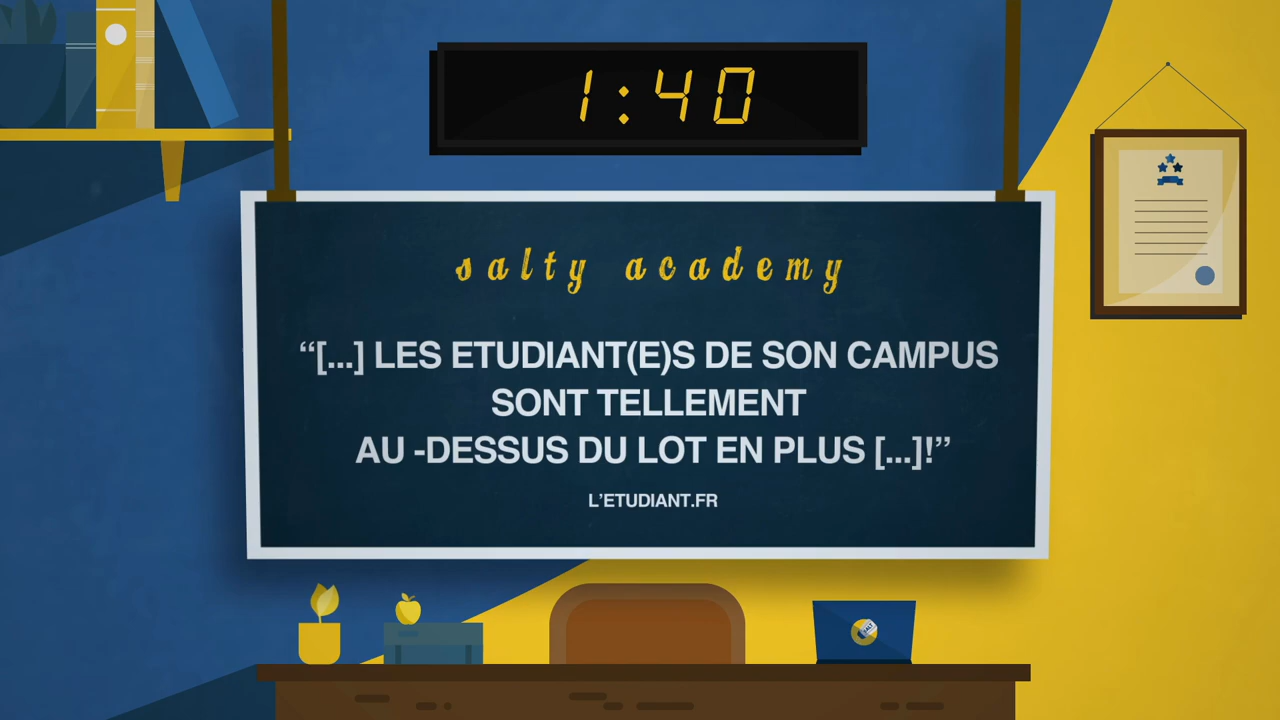 1:40
salty academy
“[...] LES ETUDIANT(E)S DE SON CAMPUS
SONT TELLEMENT
AU -DESSUS DU LOT EN PLUS [...]!”
L’ETUDIANT.FR
SALT